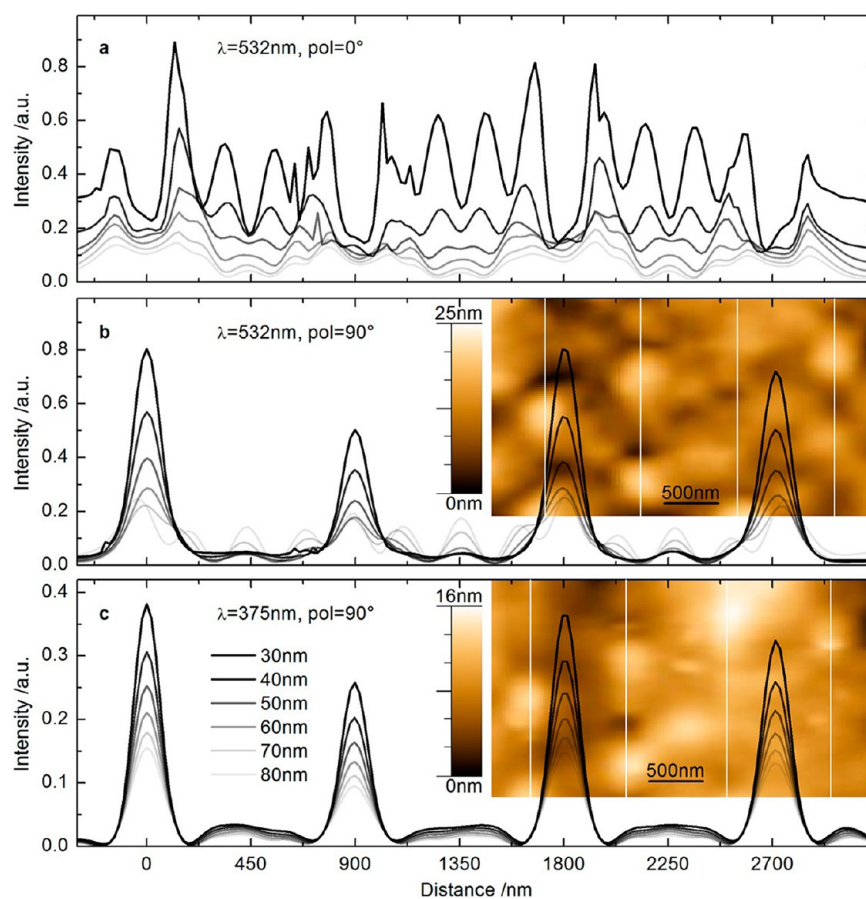 a
λ=532nm, pol=0°
0.8
0.6
0.4
0.2
0.0
Intensity /a.u.
b
λ=532nm, pol=90°
25nm
0nm
500nm
0.8
0.6
0.4
0.2
0.0
Intensity /a.u.
c
λ=375nm, pol=90°
30nm
40nm
50nm
60nm
70nm
80nm
16nm
0nm
500nm
0.4
0.3
0.2
0.1
0.0
Intensity /a.u.
0 450 900 1350 1800 2250 2700
Distance /nm